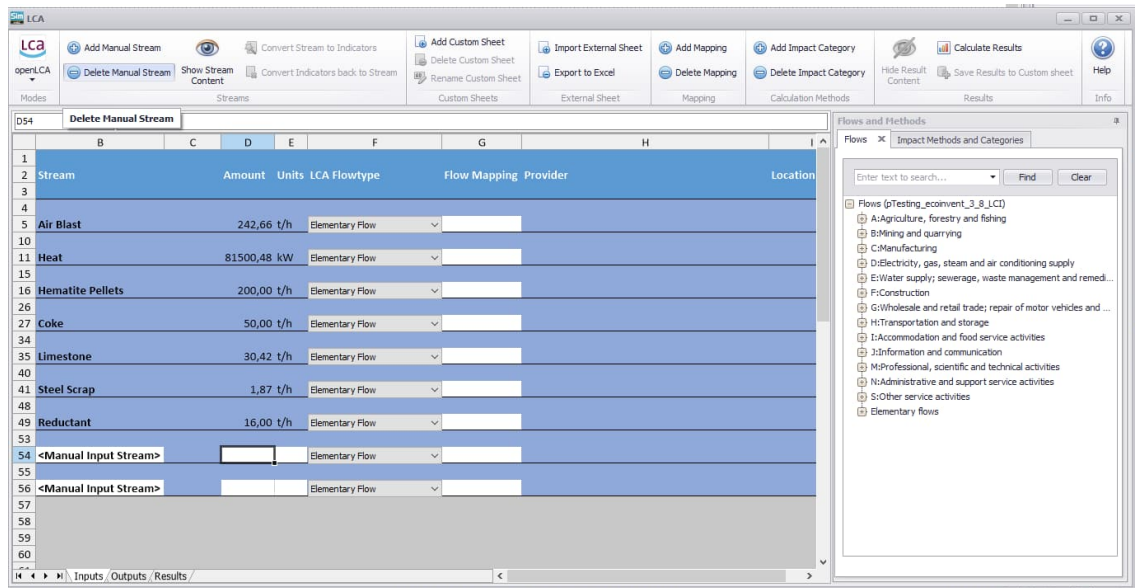 Sim LCA
LCa
openLCA
Modes
Add Manual Stream
Delete Manual Stream
Show Stream
Content
Convert Stream to Indicators
Convert Indicators back to Stream
Streams
Add Custom Sheet
Delete Custom Sheet
Rename Custom Sheet
Custom Sheets
Import External Sheet
Export to Excel
External Sheet
Add Mapping
Delete Mapping
Mapping
Add Impact Category
Delete Impact Category
Calculation Methods
Hide Result
Content
Calculate Results
Save Results to Custom sheet
Results
Help
Info
D54
Delete Manual Stream
B C D E F G H I
1
2 Stream Amount Units LCA Flowtype Flow Mapping Provider Location
3
4
5 Air Blast 242,66 t/h Elementary Flow
10
11 Heat 81500,48 kW Elementary Flow
15
16 Hematite Pellets 200,00 t/h Elementary Flow
26
27 Coke 50,00 t/h Elementary Flow
34
35 Limestone 30,42 t/h Elementary Flow
40
41 Steel Scrap 1,87 t/h Elementary Flow
48
49 Reductant 16,00 t/h Elementary Flow
53
54 <Manual Input Stream> Elementary Flow
55
56 <Manual Input Stream> Elementary Flow
57
58
59
60
Inputs Outputs Results
Flows and Methods
Flows Impact Methods and Categories
Enter text to search... Find Clear
Flows (pTesting_ecoinvent_3_8_LCI)
A:Agriculture, forestry and fishing
B:Mining and quarrying
C:Manufacturing
D:Electricity, gas, steam and air conditioning supply
E:Water supply; sewerage, waste management and remedi...
F:Construction
G:Wholesale and retail trade; repair of motor vehicles and ...
H:Transportation and storage
I:Accommodation and food service activities
J:Information and communication
M:Professional, scientific and technical activities
N:Administrative and support service activities
S:Other service activities
Elementary flows